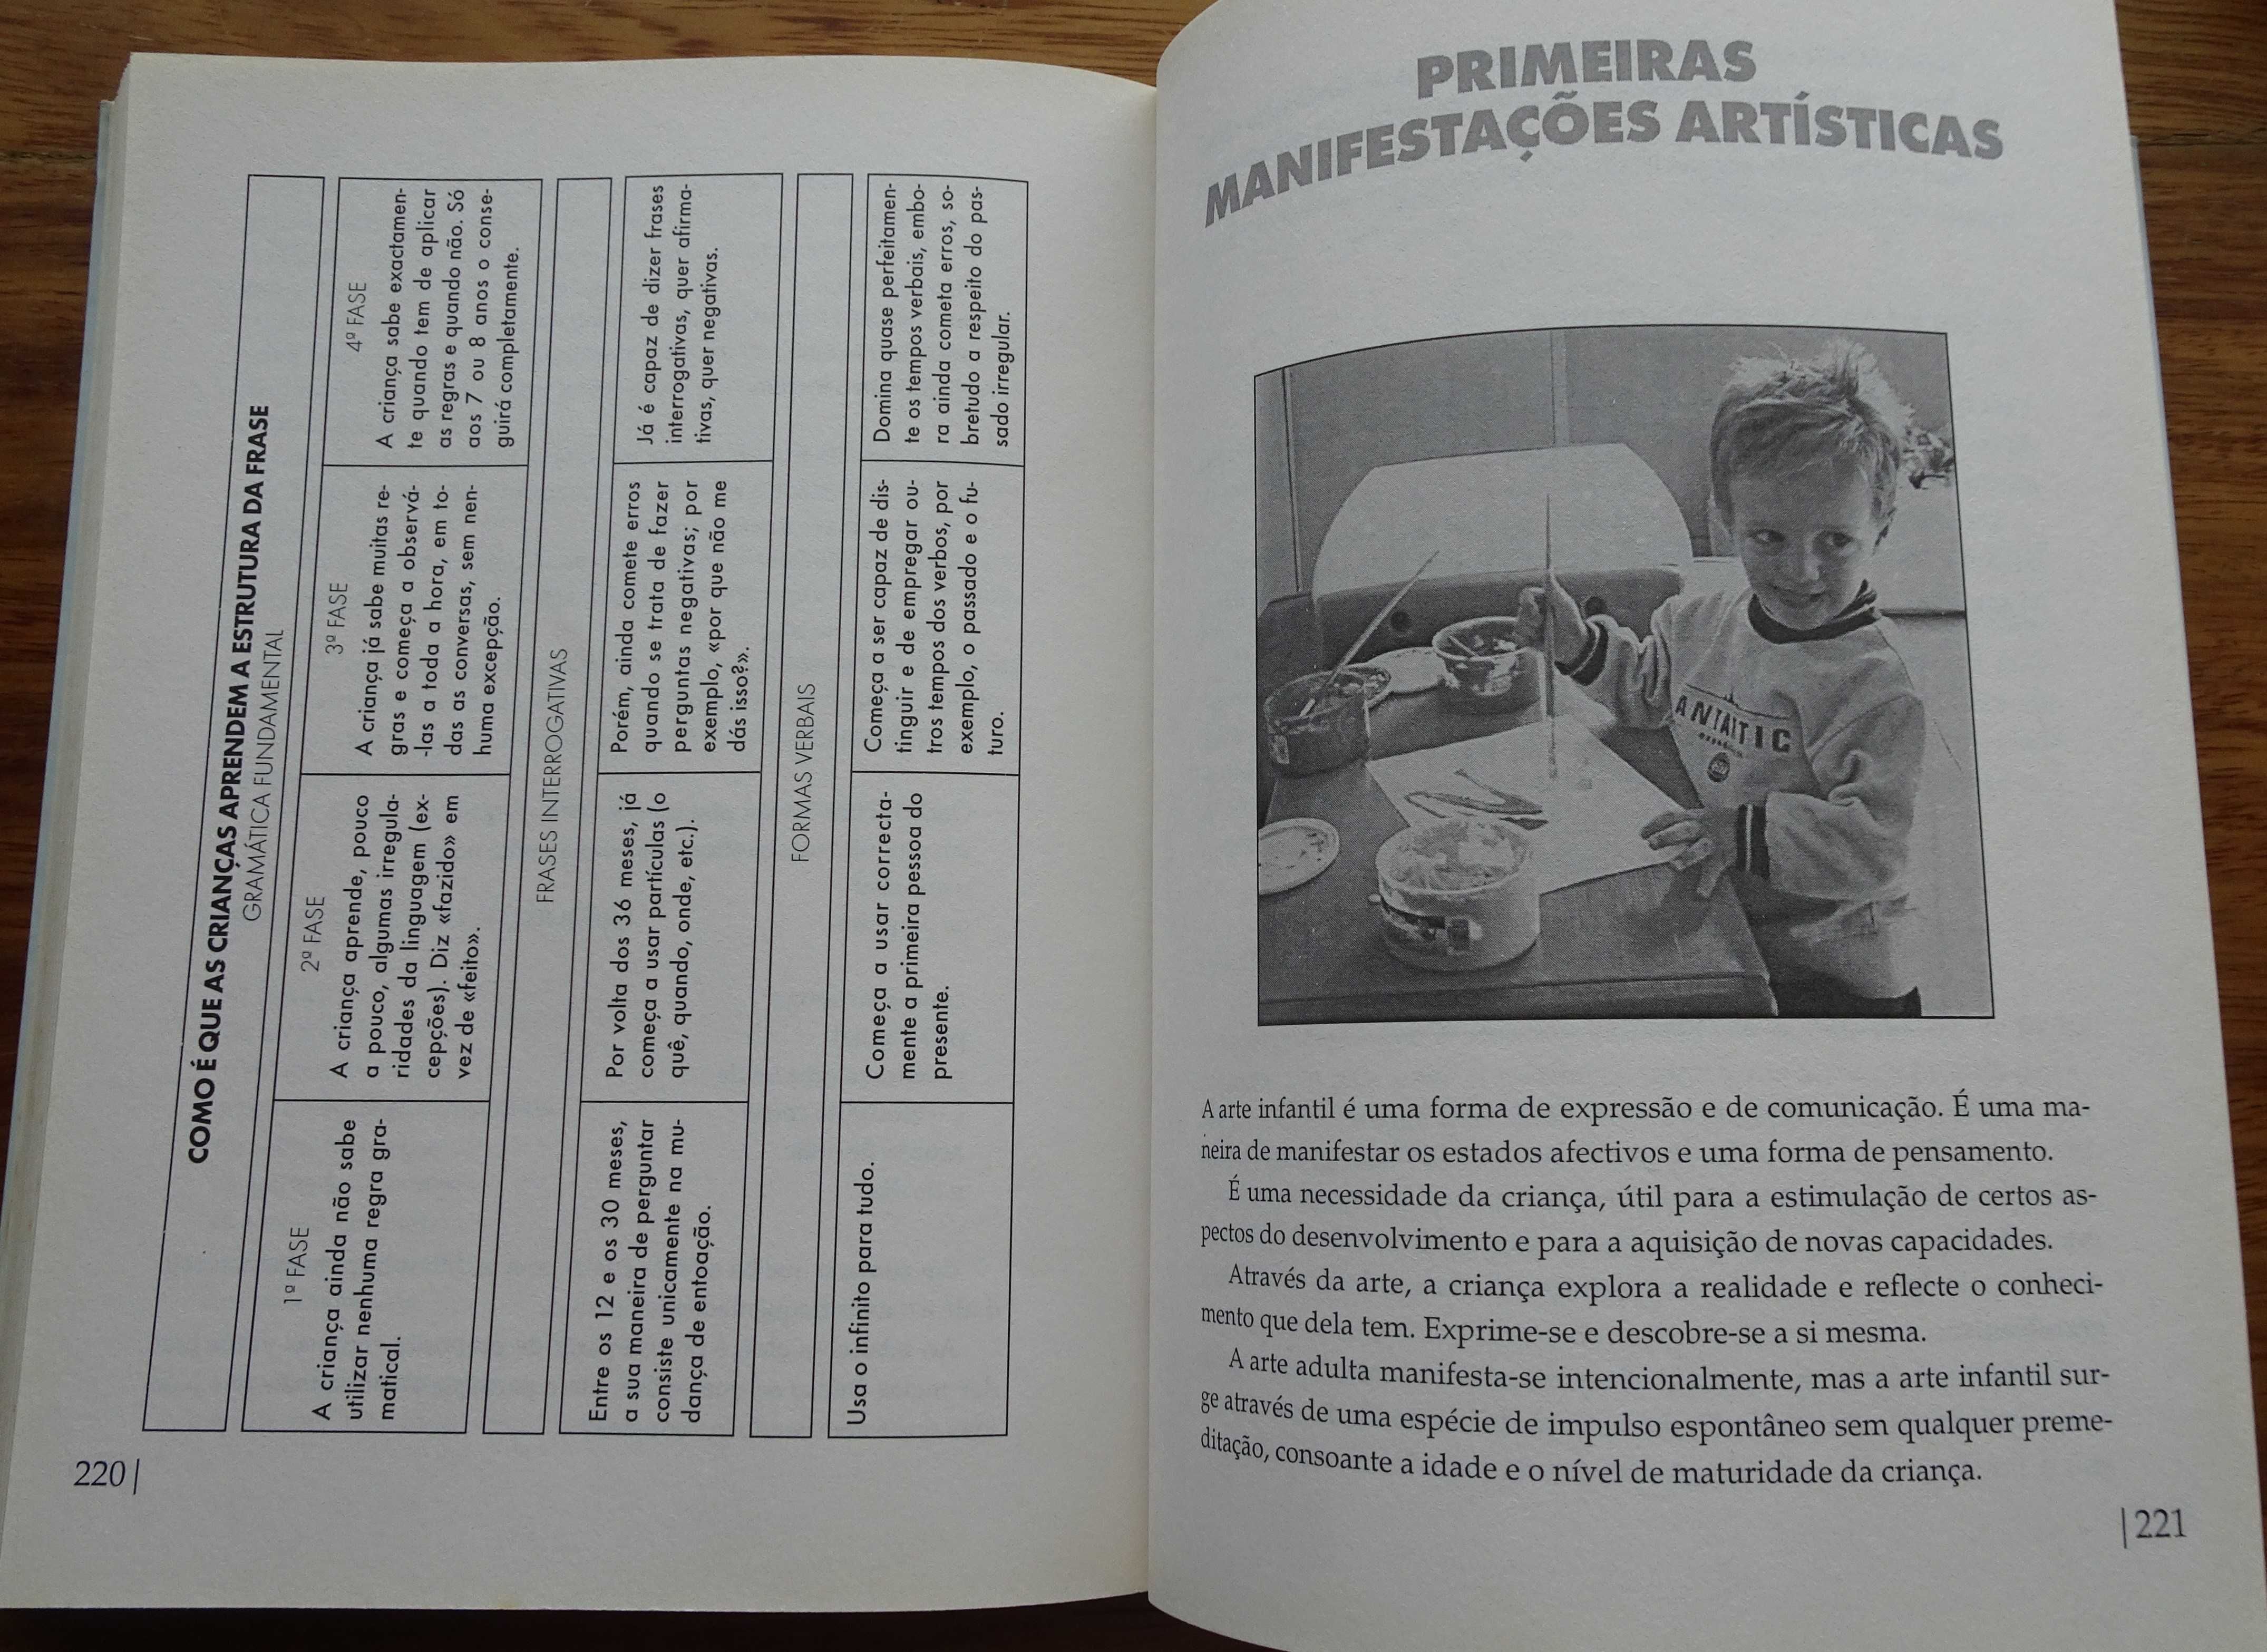 COMO É QUE AS CRIANÇAS APRENDEM A ESTRUTURA DA FRASE
GRAMÁTICA FUNDAMENTAL
1ª FASE
A criança ainda não sabe
utilizar nenhuma regra gra-
matical.
2ª FASE
A criança aprende, pouco
a pouco, algumas irregula-
ridades da linguagem (ex-
cepções). Diz «fazido» em
vez de «feito».
3ª FASE
A criança já sabe muitas re-
gras e começa a observá-
-las a toda a hora, em to-
das as conversas, sem nen-
huma excepção.
4ª FASE
A criança sabe exactamen-
te quando tem de aplicar
as regras e quando não. Só
aos 7 ou 8 anos o conse-
guirá completamente.
FRASES INTERROGATIVAS
Entre os 12 e os 30 meses,
a sua maneira de perguntar
consiste unicamente na mu-
dança de entoação.
Por volta dos 36 meses, já
começa a usar partículas (o
quê, quando, onde, etc.).
Porém, ainda comete erros
quando se trata de fazer
perguntas negativas; por
exemplo, «por que não me
dás isso?».
Já é capaz de dizer frases
interrogativas, quer afirma-
tivas, quer negativas.
FORMAS VERBAIS
Usa o infinito para tudo.
Começa a usar correcta-
mente a primeira pessoa do
presente.
Começa a ser capaz de dis-
tinguir e de empregar ou-
tros tempos dos verbos, por
exemplo, o passado e o fu-
turo.
Domina quase perfeitamen-
te os tempos verbais, embo-
ra ainda cometa erros, so-
bretudo a respeito do pas-
sado irregular.
220
PRIMEIRAS
MANIFESTAÇÕES ARTÍSTICAS
A arte infantil é uma forma de expressão e de comunicação. É uma ma-
neira de manifestar os estados afectivos e uma forma de pensamento.
É uma necessidade da criança, útil para a estimulação de certos as-
pectos do desenvolvimento e para a aquisição de novas capacidades.
Através da arte, a criança explora a realidade e reflecte o conheci-
mento que dela tem. Exprime-se e descobre-se a si mesma.
A arte adulta manifesta-se intencionalmente, mas a arte infantil sur-
ge através de uma espécie de impulso espontâneo sem qualquer preme-
ditação, consoante a idade e o nível de maturidade da criança.
221